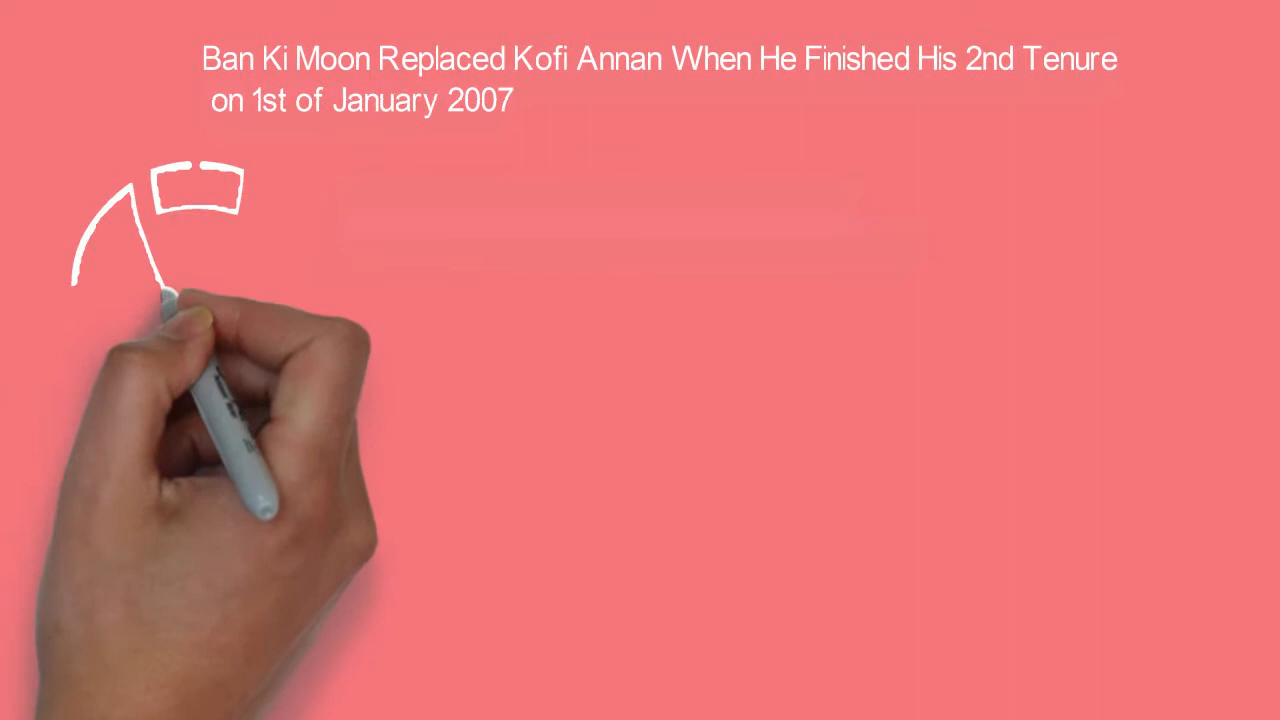 Ban Ki Moon Replaced Kofi Annan When He Finished His 2nd Tenure
on 1st of January 2007